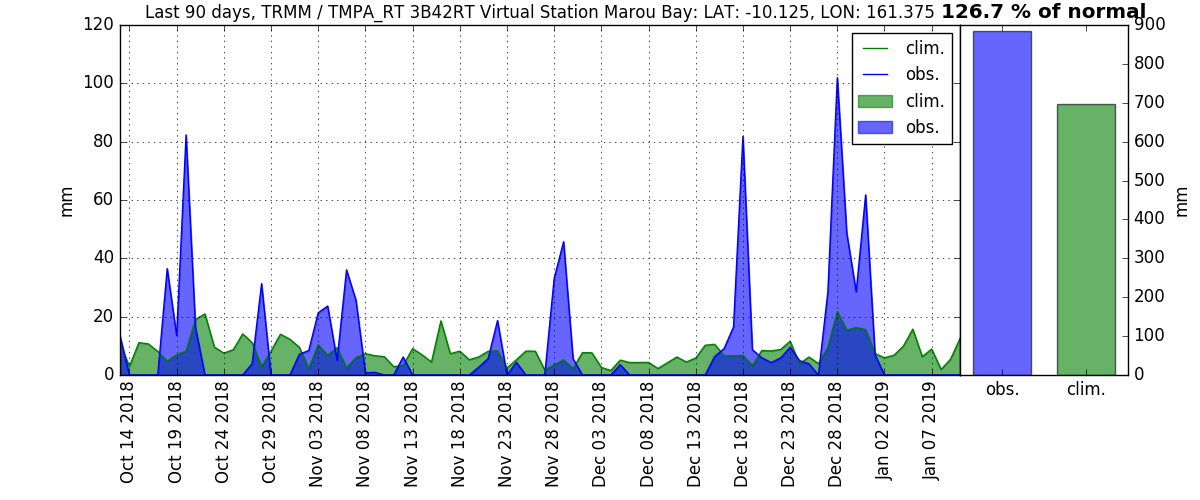 Last 90 days, TRMM / TMPA_RT 3B42RT Virtual Station Marou Bay: LAT: -10.125, LON: 161.375 126.7 % of normal
120
100
80
60
40
20
0
mm
clim.
obs.
clim.
obs.
Oct 14 2018
Oct 19 2018
Oct 24 2018
Oct 29 2018
Nov 03 2018
Nov 08 2018
Nov 13 2018
Nov 18 2018
Nov 23 2018
Nov 28 2018
Dec 03 2018
Dec 08 2018
Dec 13 2018
Dec 18 2018
Dec 23 2018
Dec 28 2018
Jan 02 2019
Jan 07 2019
900
800
700
600
500
400
300
200
100
0
mm
obs.
clim.